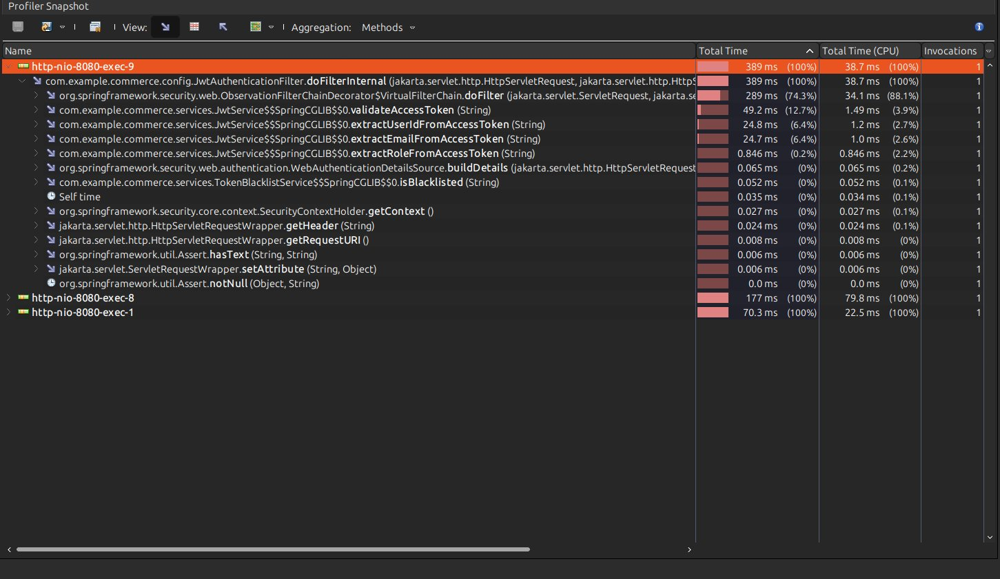 Profiler Snapshot
View: Aggregation: Methods
Name Total Time Total Time (CPU) Invocations
http-nio-8080-exec-9 389 ms (100%) 38.7 ms (100%) 1
com.example.commerce.config.JwtAuthenticationFilter.doFilterInternal (jakarta.servlet.http.HttpServletRequest, jakarta.servlet.http.HttpS 389 ms (100%) 38.7 ms (100%) 1
org.springframework.security.web.ObservationFilterChainDecorator$VirtualFilterChain.doFilter (jakarta.servlet.ServletRequest, jakarta.se 289 ms (74.3%) 34.1 ms (88.1%) 1
com.example.commerce.services.JwtService$$SpringCGLIB$$0.validateAccessToken (String) 49.2 ms (12.7%) 1.49 ms (3.9%) 1
com.example.commerce.services.JwtService$$SpringCGLIB$$0.extractUserIdFromAccessToken (String) 24.8 ms (6.4%) 1.2 ms (2.7%) 1
com.example.commerce.services.JwtService$$SpringCGLIB$$0.extractEmailFromAccessToken (String) 24.7 ms (6.4%) 1.0 ms (2.6%) 1
com.example.commerce.services.JwtService$$SpringCGLIB$$0.extractRoleFromAccessToken (String) 0.846 ms (0.2%) 0.846 ms (2.2%) 1
org.springframework.security.web.authentication.WebAuthenticationDetailsSource.buildDetails (jakarta.servlet.http.HttpServletRequest 0.065 ms (0%) 0.065 ms (0.2%) 1
com.example.commerce.services.TokenBlacklistService$$SpringCGLIB$$0.isBlacklisted (String) 0.052 ms (0%) 0.052 ms (0.1%) 1
Self time 0.035 ms (0%) 0.034 ms (0.1%) 1
org.springframework.security.core.context.SecurityContextHolder.getContext () 0.027 ms (0%) 0.027 ms (0.1%) 1
jakarta.servlet.http.HttpServletRequestWrapper.getHeader (String) 0.024 ms (0%) 0.024 ms (0.1%) 1
jakarta.servlet.http.HttpServletRequestWrapper.getRequestURI () 0.008 ms (0%) 0.008 ms (0%) 1
org.springframework.util.Assert.hasText (String, String) 0.006 ms (0%) 0.006 ms (0%) 1
jakarta.servlet.ServletRequestWrapper.setAttribute (String, Object) 0.006 ms (0%) 0.006 ms (0%) 1
org.springframework.util.Assert.notNull (Object, String) 0.0 ms (0%) 0.0 ms (0%) 1
http-nio-8080-exec-8 177 ms (100%) 79.8 ms (100%) 1
http-nio-8080-exec-1 70.3 ms (100%) 22.5 ms (100%) 1